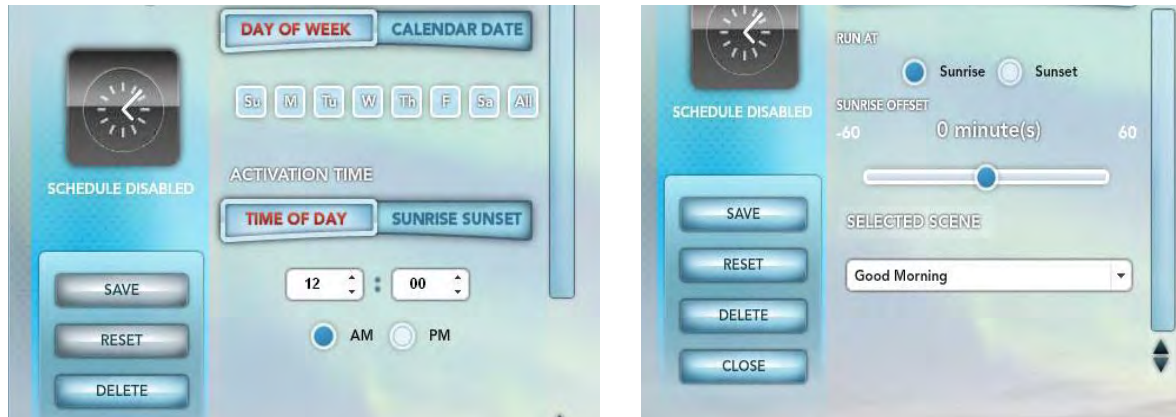 DAY OF WEEK CALENDAR DATE
Su M Tu W Th F Sa All
SCHEDULE DISABLED
ACTIVATION TIME
TIME OF DAY SUNRISE SUNSET
12 : 00
AM PM
SAVE
RESET
DELETE
RUN AT
Sunrise Sunset
SCHEDULE DISABLED
SUNRISE OFFSET
-60 0 minute(s) 60
SELECTED SCENE
Good Morning
SAVE
RESET
DELETE
CLOSE